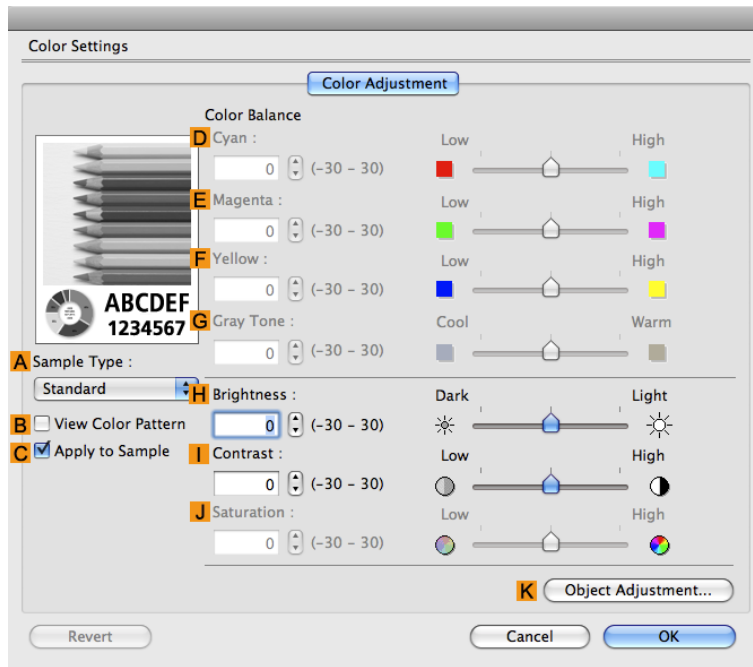 Color Settings
Color Adjustment
Color Balance
D Cyan :
Low High
0 (-30 – 30)
E Magenta :
Low High
0 (-30 – 30)
F Yellow :
Low High
0 (-30 – 30)
ABCDEF
1234567
G Gray Tone :
Cool Warm
0 (-30 – 30)
A Sample Type :
Standard
H Brightness :
Dark Light
B View Color Pattern
0 (-30 – 30)
C Apply to Sample
I Contrast :
Low High
0 (-30 – 30)
J Saturation :
Low High
0 (-30 – 30)
K Object Adjustment...
Revert Cancel OK